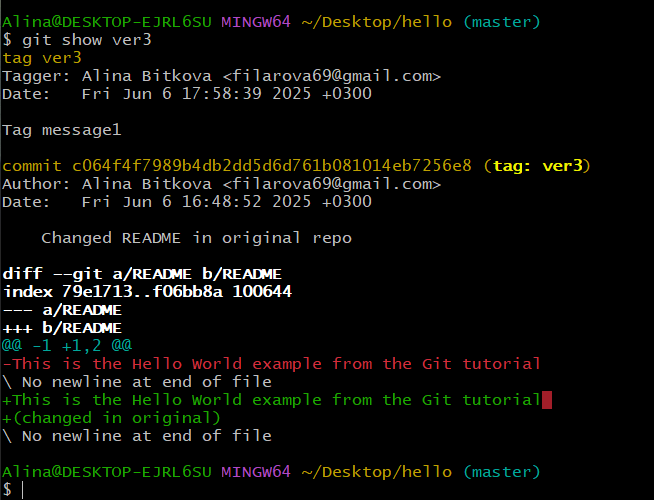 Alina@DESKTOP-EJRL6SU MINGW64 ~/Desktop/hello (master)
$ git show ver3
tag ver3
Tagger: Alina Bitkova <filarova69@gmail.com>
Date:   Fri Jun 6 17:58:39 2025 +0300

Tag message1

commit c064f4f7989b4db2dd5d6d761b081014eb7256e8 (tag: ver3)
Author: Alina Bitkova <filarova69@gmail.com>
Date:   Fri Jun 6 16:48:52 2025 +0300

    Changed README in original repo

diff --git a/README b/README
index 79e1713..f06bb8a 100644
--- a/README
+++ b/README
@@ -1 +1,2 @@
-This is the Hello World example from the Git tutorial
\ No newline at end of file
+This is the Hello World example from the Git tutorial
+(changed in original)
\ No newline at end of file

Alina@DESKTOP-EJRL6SU MINGW64 ~/Desktop/hello (master)
$